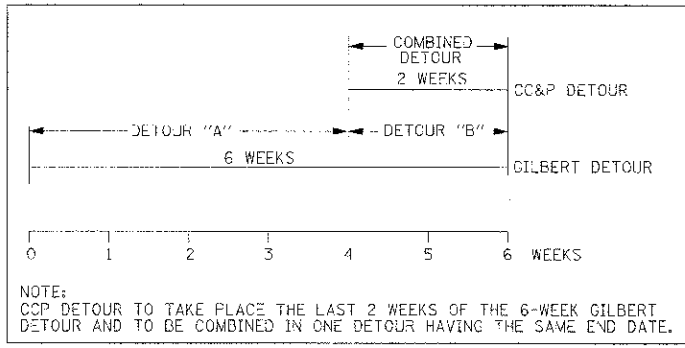 COMBINED
DETOUR
2 WEEKS
CC&P DETOUR
DETOUR "A"
DETOUR "B"
6 WEEKS
GILBERT DETOUR
0 1 2 3 4 5 6 WEEKS
NOTE:
CCP DETOUR TO TAKE PLACE THE LAST 2 WEEKS OF THE 6-WEEK GILBERT
DETOUR AND TO BE COMBINED IN ONE DETOUR HAVING THE SAME END DATE.